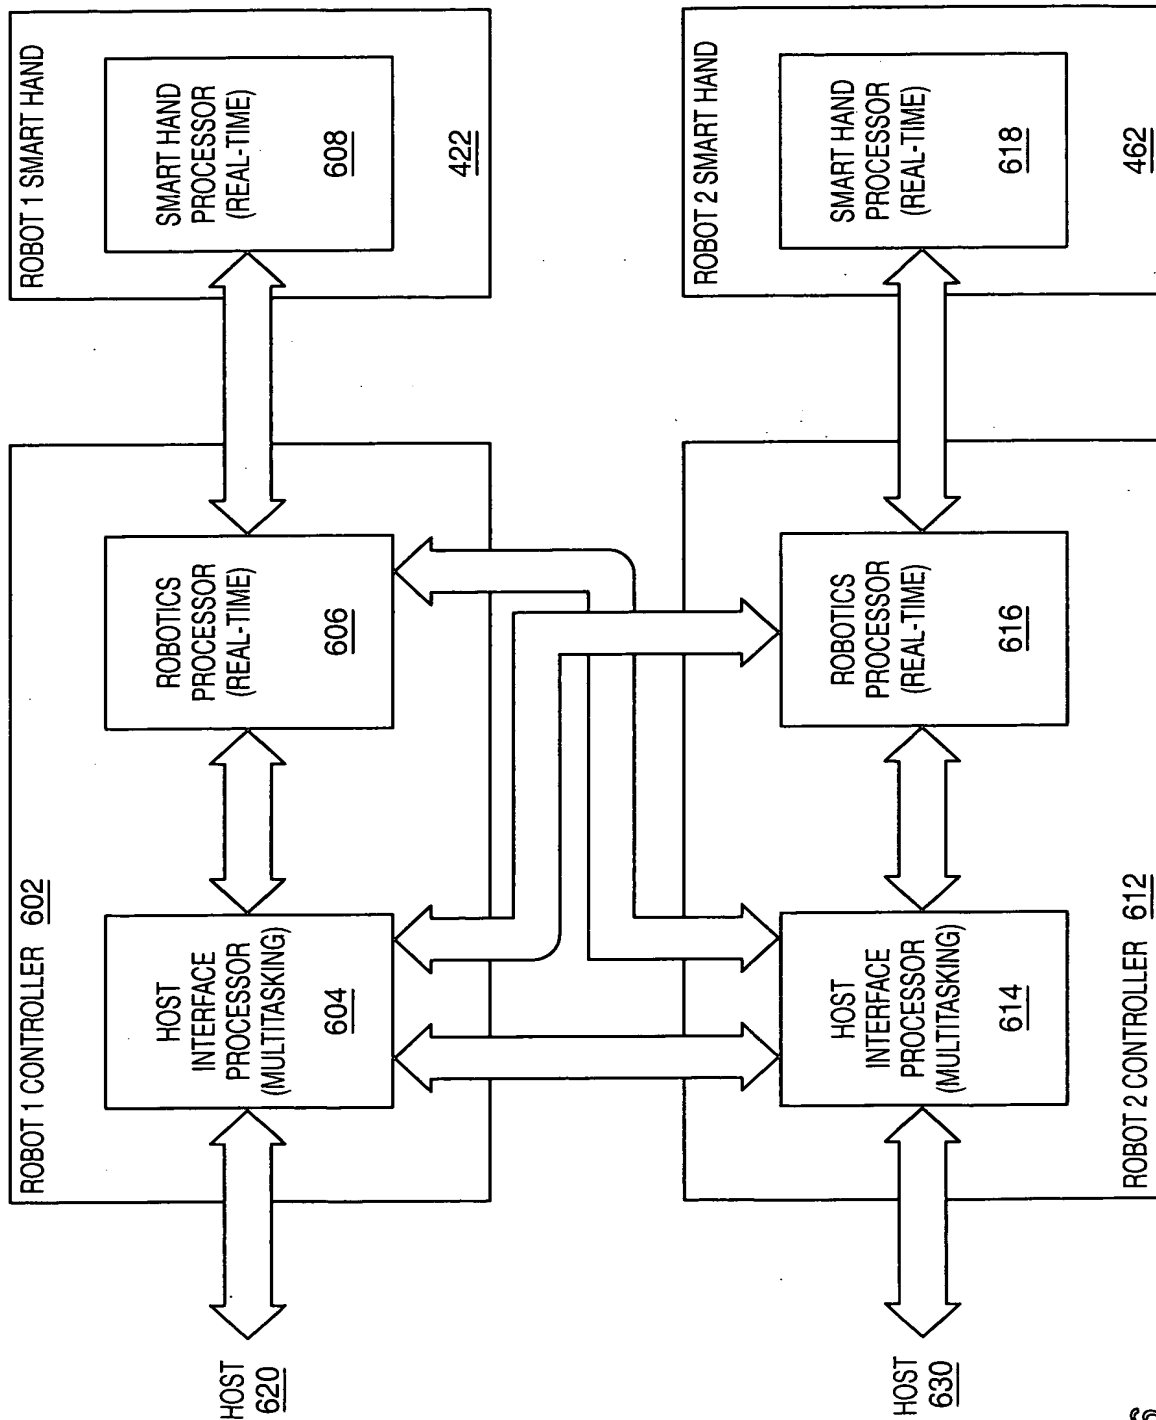 ROBOT 1 CONTROLLER 602
HOST
INTERFACE
PROCESSOR
(MULTITASKING)
604
ROBOTICS
PROCESSOR
(REAL-TIME)
606
ROBOT 1 SMART HAND
SMART HAND
PROCESSOR
(REAL-TIME)
608
422
HOST
620
HOST
INTERFACE
PROCESSOR
(MULTITASKING)
614
ROBOTICS
PROCESSOR
(REAL-TIME)
616
ROBOT 2 CONTROLLER 612
ROBOT 2 SMART HAND
SMART HAND
PROCESSOR
(REAL-TIME)
618
462
HOST
630